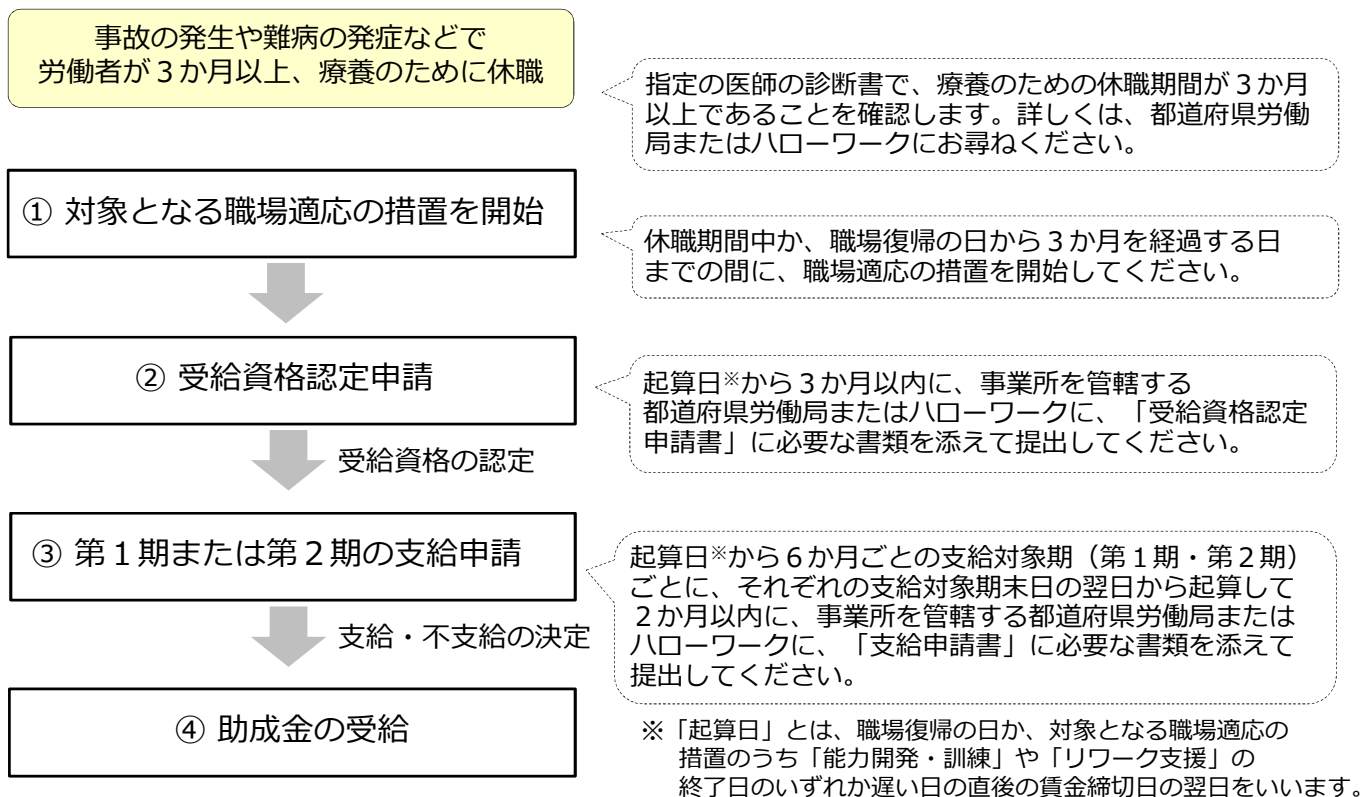 事故の発生や難病の発症などで
労働者が３か月以上、療養のために休職
指定の医師の診断書で、療養のための休職期間が３か月
以上であることを確認します。詳しくは、都道府県労働
局またはハローワークにお尋ねください。
① 対象となる職場適応の措置を開始
休職期間中か、職場復帰の日から３か月を経過する日
までの間に、職場適応の措置を開始してください。
② 受給資格認定申請
起算日※から３か月以内に、事業所を管轄する
都道府県労働局またはハローワークに、「受給資格認定
申請書」に必要な書類を添えて提出してください。
受給資格の認定
③ 第１期または第２期の支給申請
起算日※から６か月ごとの支給対象期（第１期・第２期）
ごとに、それぞれの支給対象期末日の翌日から起算して
２か月以内に、事業所を管轄する都道府県労働局または
ハローワークに、「支給申請書」に必要な書類を添えて
提出してください。
支給・不支給の決定
④ 助成金の受給
※「起算日」とは、職場復帰の日か、対象となる職場適応の
措置のうち「能力開発・訓練」や「リワーク支援」の
終了日のいずれか遅い日の直後の賃金締切日の翌日をいいます。